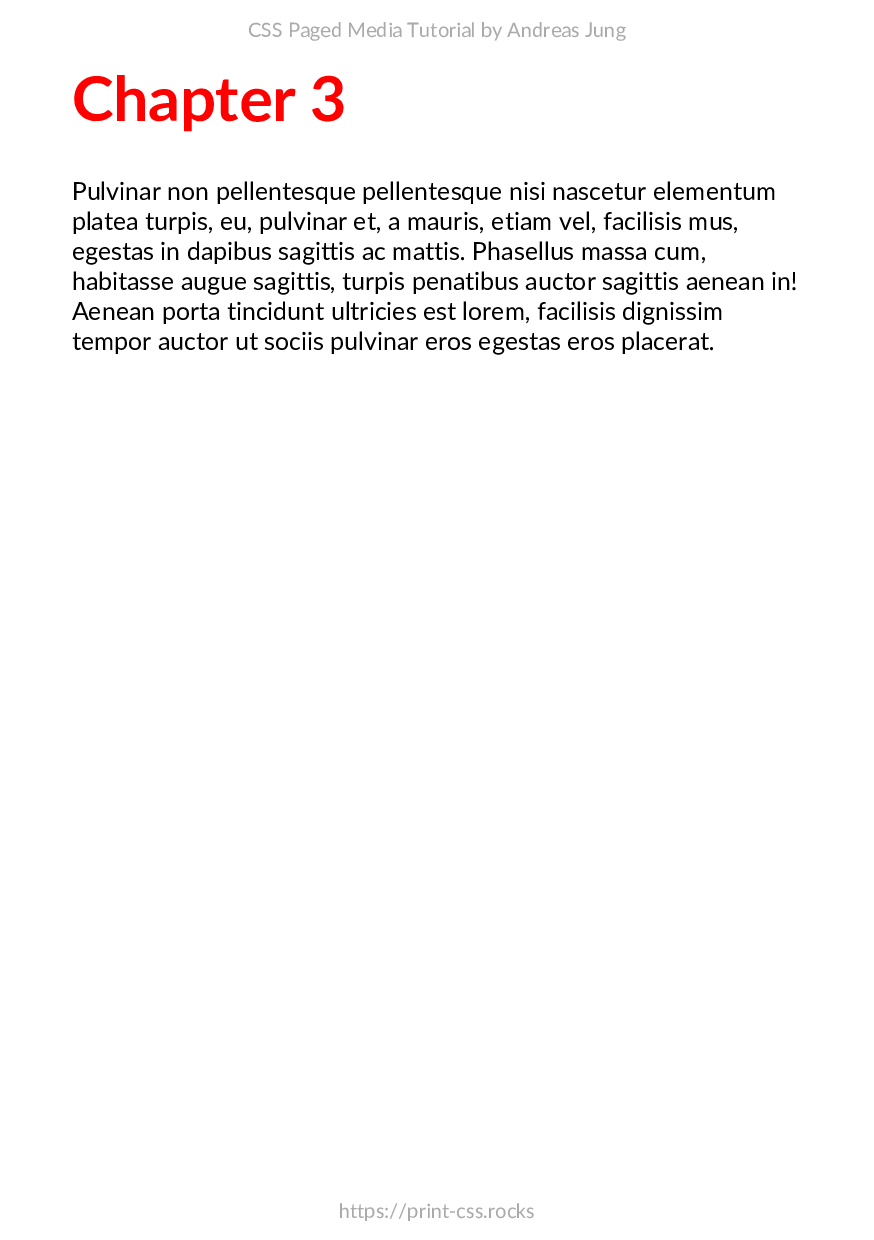 CSS Paged Media Tutorial by Andreas Jung
Chapter 3
Pulvinar non pellentesque pellentesque nisi nascetur elementum
platea turpis, eu, pulvinar et, a mauris, etiam vel, facilisis mus,
egestas in dapibus sagittis ac mattis. Phasellus massa cum,
habitasse augue sagittis, turpis penatibus auctor sagittis aenean in!
Aenean porta tincidunt ultricies est lorem, facilisis dignissim
tempor auctor ut sociis pulvinar eros egestas eros placerat.
https://print-css.rocks